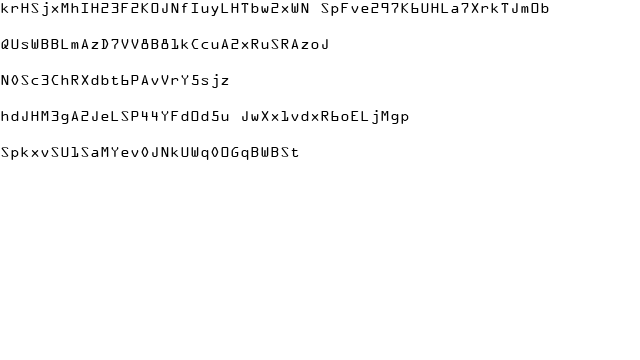 krHSjxMhIH23F2KOJNfIuyLHTbw2xWN SpFve297K6UHLa7XrkTJmOb
QUsWBBLmAzD7VV8B81kCcuA2xRuSRAzoJ
N0Sc3ChRXdbt6PAvVrY5sjz
hdJHM3gA2JeLSP44YFdOd5u JwXx1vdxR6oELjMgp
SpkxvSU1SaMYev0JNkUWq0OGqBWBSt